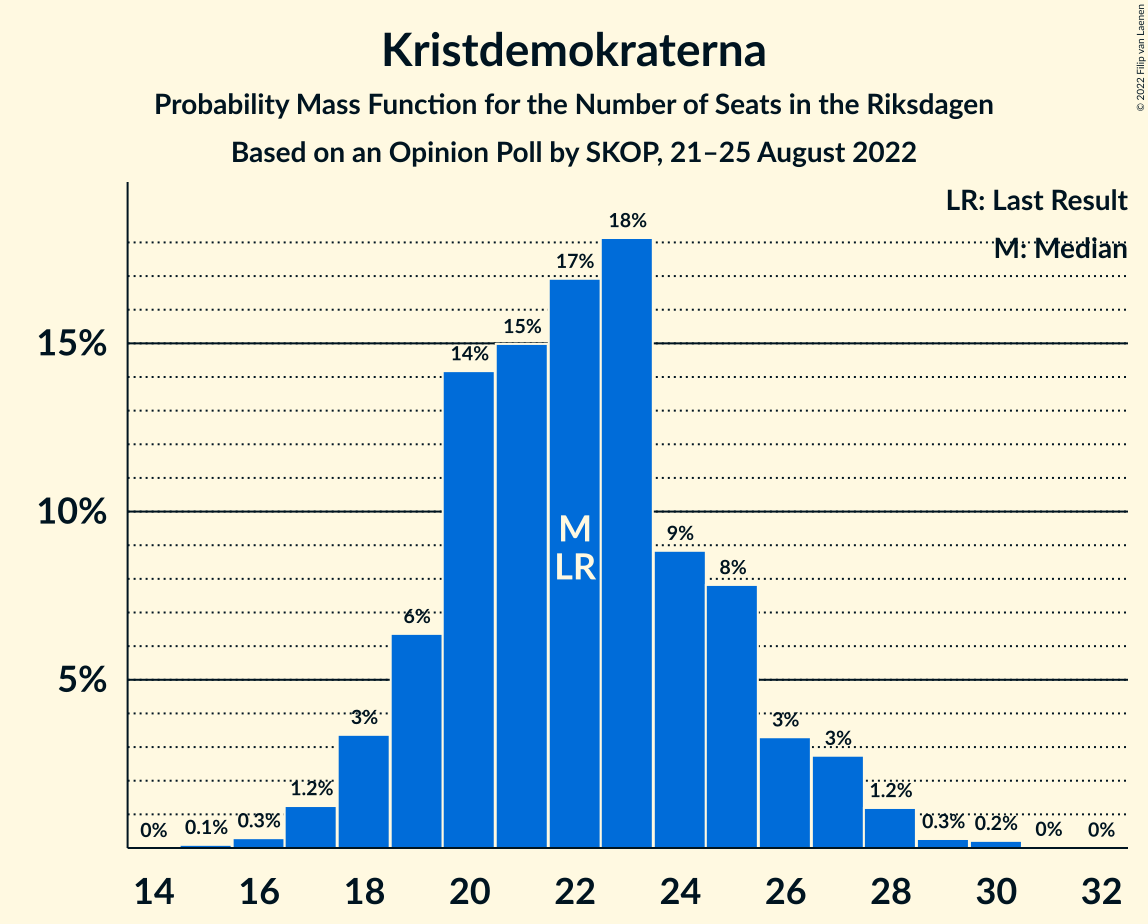 Kristdemokraterna
Probability Mass Function for the Number of Seats in the Riksdagen
Based on an Opinion Poll by SKOP, 21–25 August 2022
© 2022 Filip van Laenen
LR: Last Result
M: Median
15%
10%
5%
0%
0.1%
0.3%
1.2%
3%
6%
14%
15%
17%
18%
9%
8%
3%
3%
1.2%
0.3%
0.2%
0%
0%
M
LR
14 16 18 20 22 24 26 28 30 32